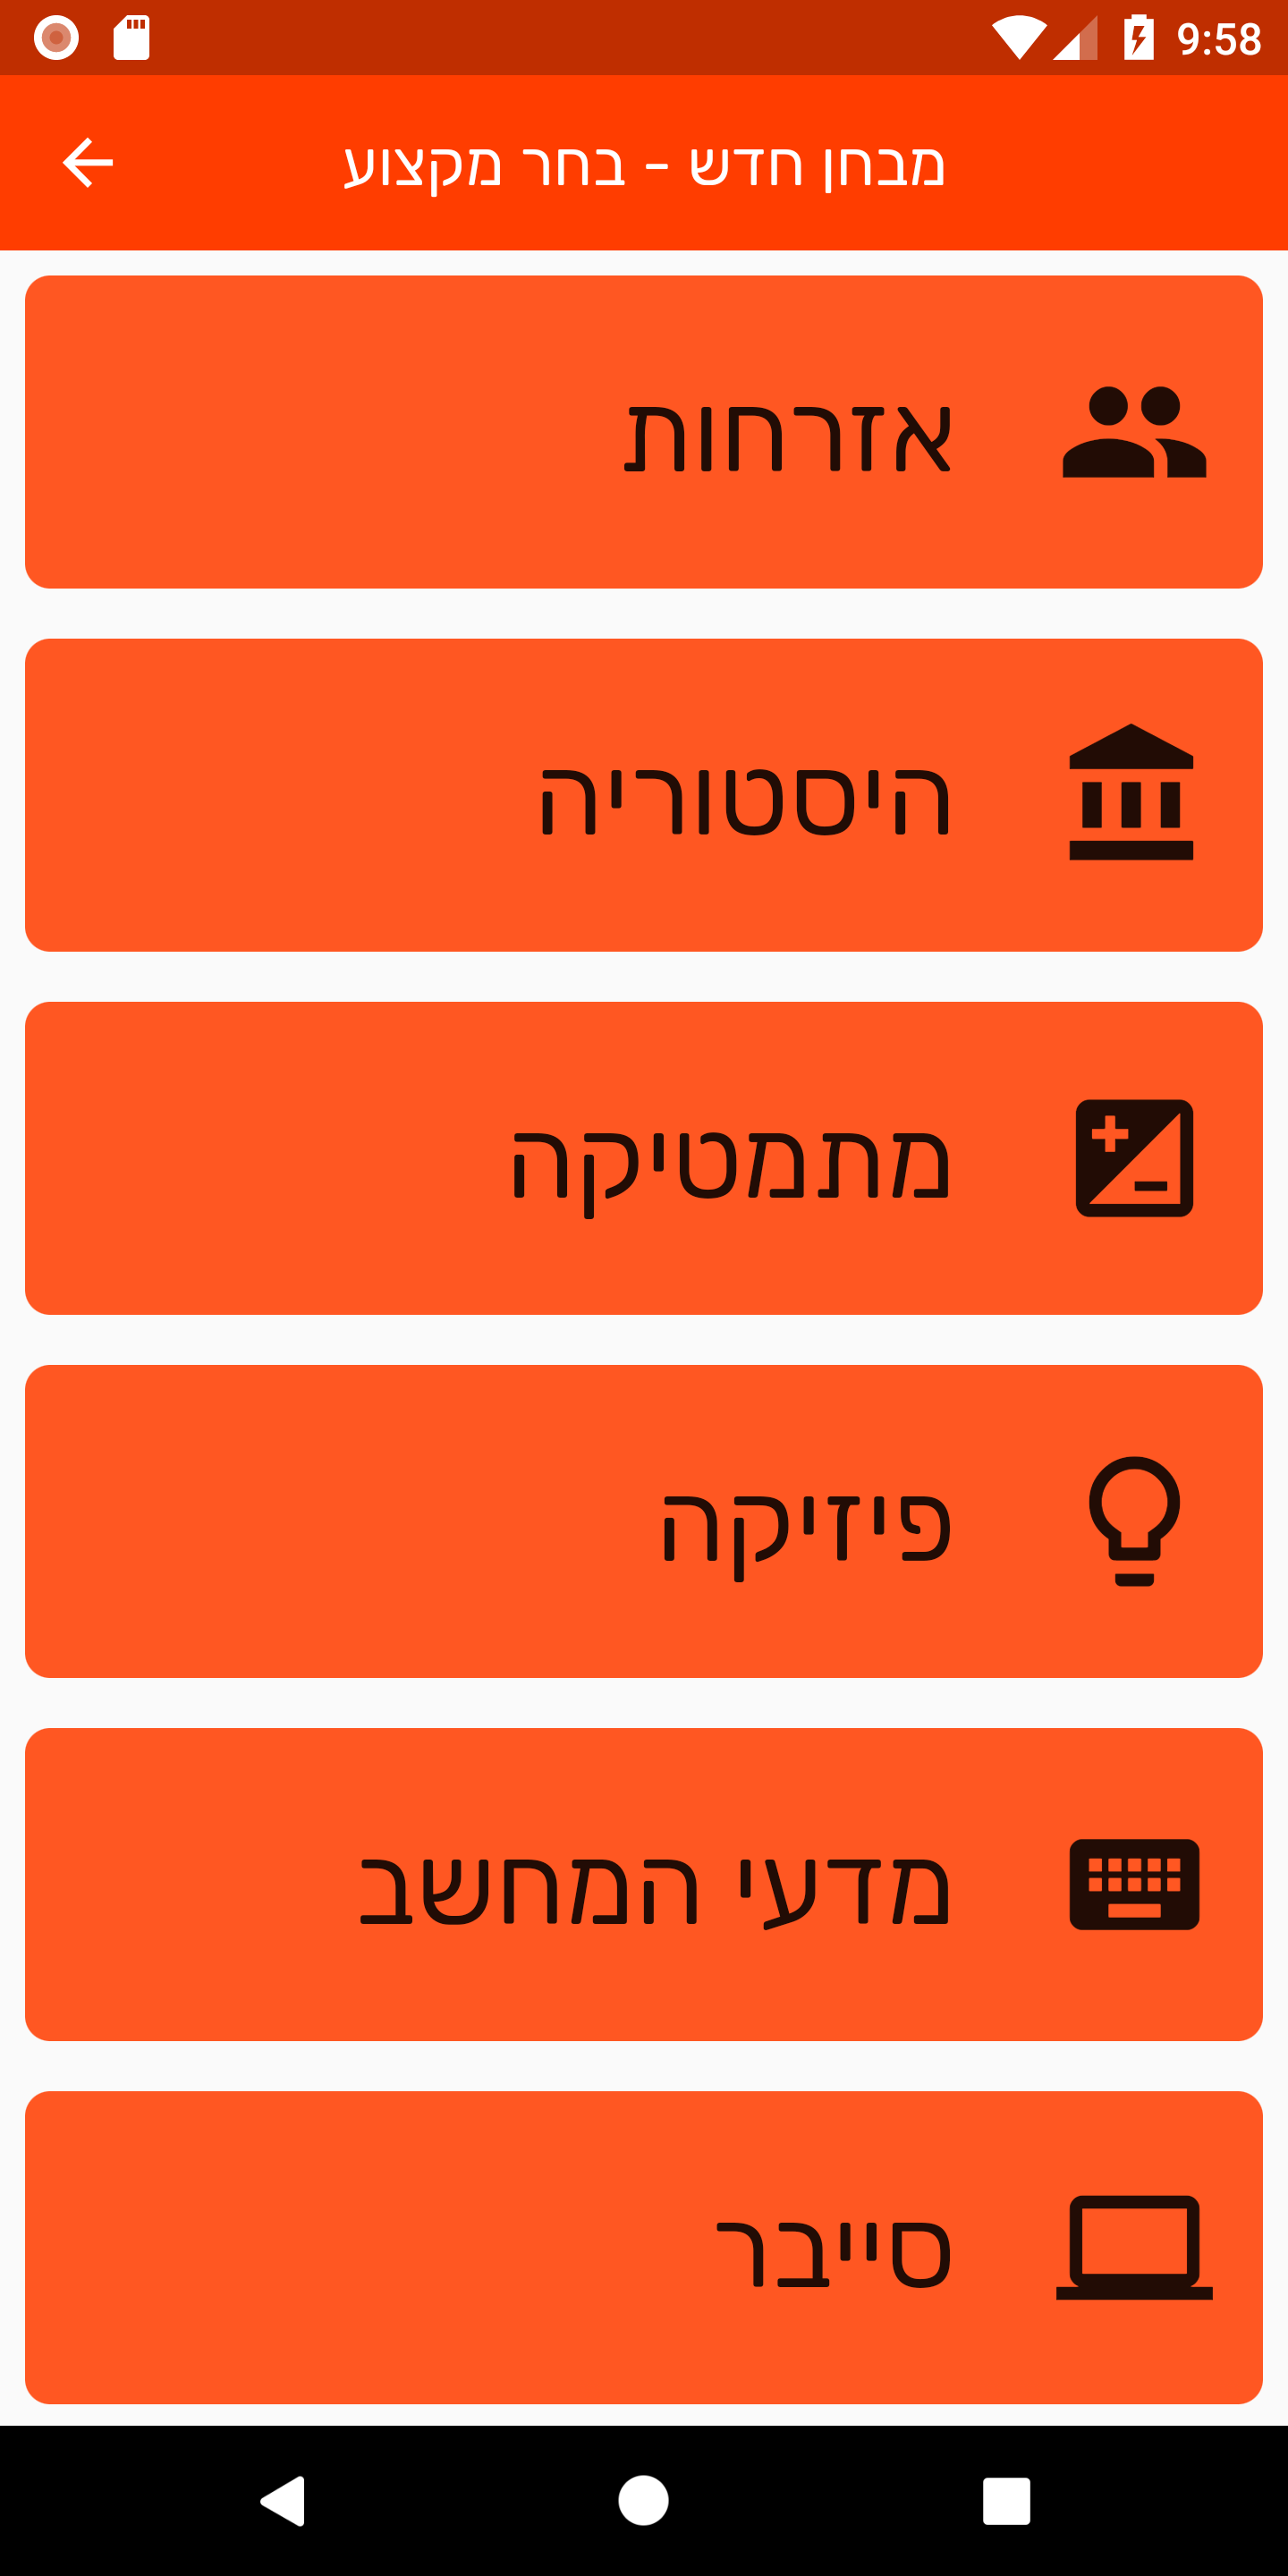 9:58
מבחן חדש - בחר מקצוע
אזרחות
היסטוריה
מתמטיקה
פיזיקה
מדעי המחשב
סייבר